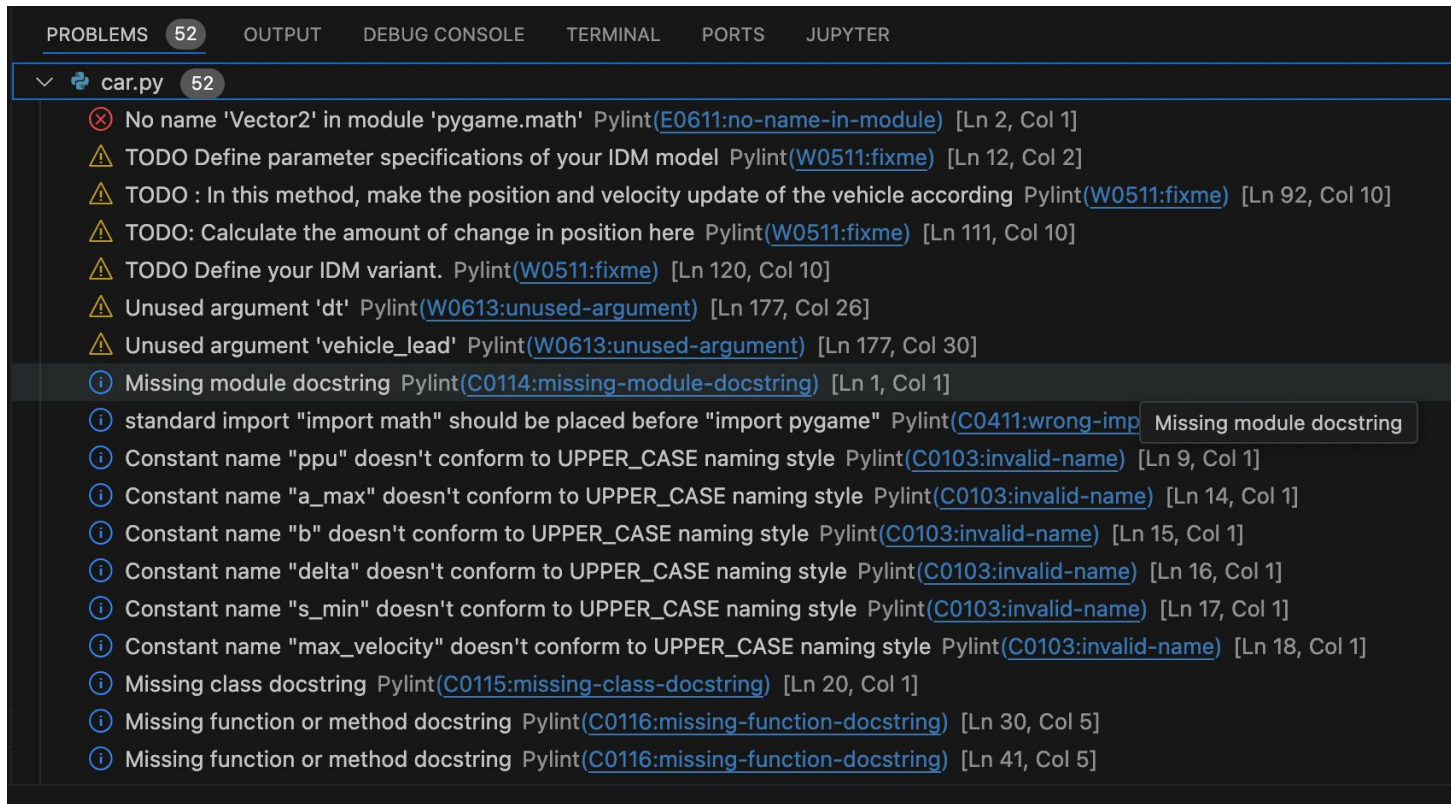 PROBLEMS 52 OUTPUT DEBUG CONSOLE TERMINAL PORTS JUPYTER
car.py 52
No name 'Vector2' in module 'pygame.math' Pylint(E0611:no-name-in-module) [Ln 2, Col 1]
TODO Define parameter specifications of your IDM model Pylint(W0511:fixme) [Ln 12, Col 2]
TODO : In this method, make the position and velocity update of the vehicle according Pylint(W0511:fixme) [Ln 92, Col 10]
TODO: Calculate the amount of change in position here Pylint(W0511:fixme) [Ln 111, Col 10]
TODO Define your IDM variant. Pylint(W0511:fixme) [Ln 120, Col 10]
Unused argument 'dt' Pylint(W0613:unused-argument) [Ln 177, Col 26]
Unused argument 'vehicle_lead' Pylint(W0613:unused-argument) [Ln 177, Col 30]
Missing module docstring Pylint(C0114:missing-module-docstring) [Ln 1, Col 1]
standard import "import math" should be placed before "import pygame" Pylint(C0411:wrong-imp Missing module docstring
Constant name "ppu" doesn't conform to UPPER_CASE naming style Pylint(C0103:invalid-name) [Ln 9, Col 1]
Constant name "a_max" doesn't conform to UPPER_CASE naming style Pylint(C0103:invalid-name) [Ln 14, Col 1]
Constant name "b" doesn't conform to UPPER_CASE naming style Pylint(C0103:invalid-name) [Ln 15, Col 1]
Constant name "delta" doesn't conform to UPPER_CASE naming style Pylint(C0103:invalid-name) [Ln 16, Col 1]
Constant name "s_min" doesn't conform to UPPER_CASE naming style Pylint(C0103:invalid-name) [Ln 17, Col 1]
Constant name "max_velocity" doesn't conform to UPPER_CASE naming style Pylint(C0103:invalid-name) [Ln 18, Col 1]
Missing class docstring Pylint(C0115:missing-class-docstring) [Ln 20, Col 1]
Missing function or method docstring Pylint(C0116:missing-function-docstring) [Ln 30, Col 5]
Missing function or method docstring Pylint(C0116:missing-function-docstring) [Ln 41, Col 5]